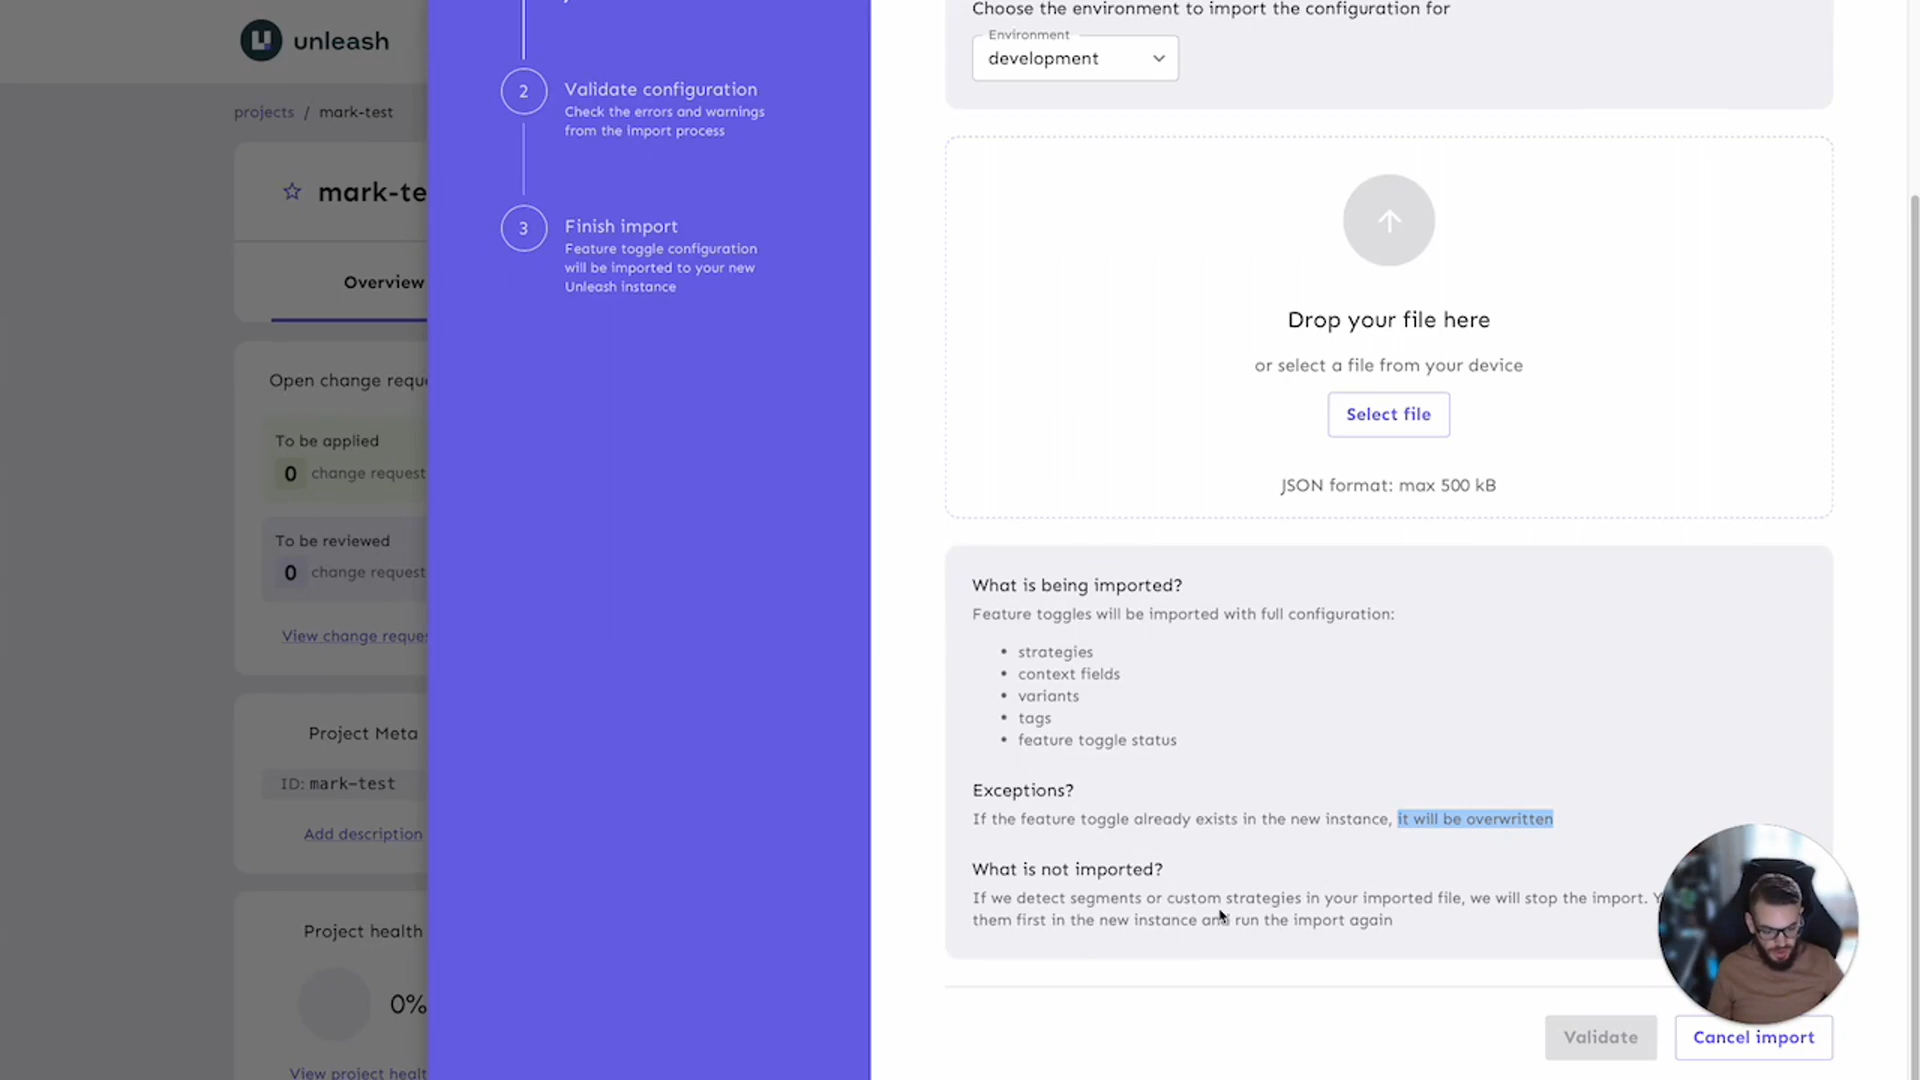 unleash
projects / mark-test
mark-te
Overview
Open change requ
To be applied
0 change request
To be reviewed
0 change request
View change reques
Project Meta
ID: mark-test
Add description
Project health
0%
View project healt
2
Validate configuration
Check the errors and warnings
from the import process
3
Finish import
Feature toggle configuration
will be imported to your new
Unleash instance
Choose the environment to import the configuration for
Environment
development
Drop your file here
or select a file from your device
Select file
JSON format: max 500 kB
What is being imported?
Feature toggles will be imported with full configuration:
• strategies
• context fields
• variants
• tags
• feature toggle status
Exceptions?
If the feature toggle already exists in the new instance, it will be overwritten
What is not imported?
If we detect segments or custom strategies in your imported file, we will stop the import.
them first in the new instance and run the import again
Validate
Cancel import